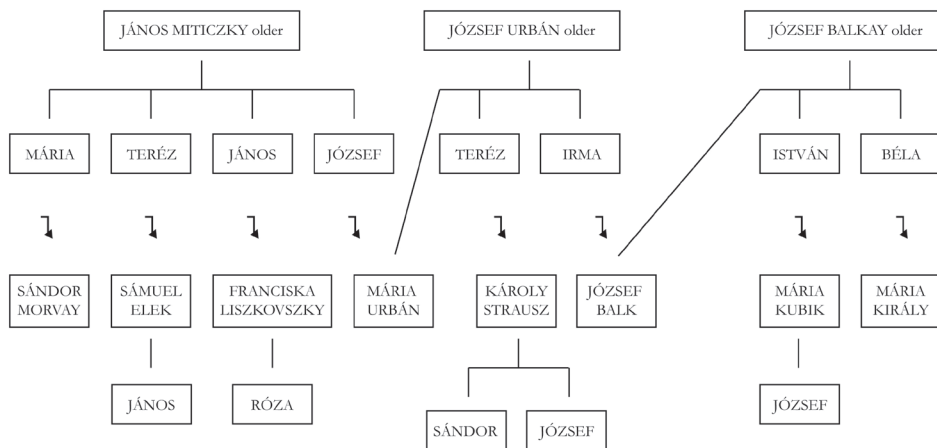 JÁNOS MITICZKY older
JÓZSEF URBÁN older
JÓZSEF BALKAY older
MÁRIA
TERÉZ
JÁNOS
JÓZSEF
TERÉZ
IRMA
ISTVÁN
BÉLA
SÁNDOR
MORVAY
SÁMUEL
ELEK
FRANCISKA
LISZKOVSZKY
MÁRIA
URBÁN
KÁROLY
STRAUSZ
JÓZSEF
BALK
MÁRIA
KUBIK
MÁRIA
KIRÁLY
JÁNOS
RÓZA
JÓZSEF
SÁNDOR
JÓZSEF